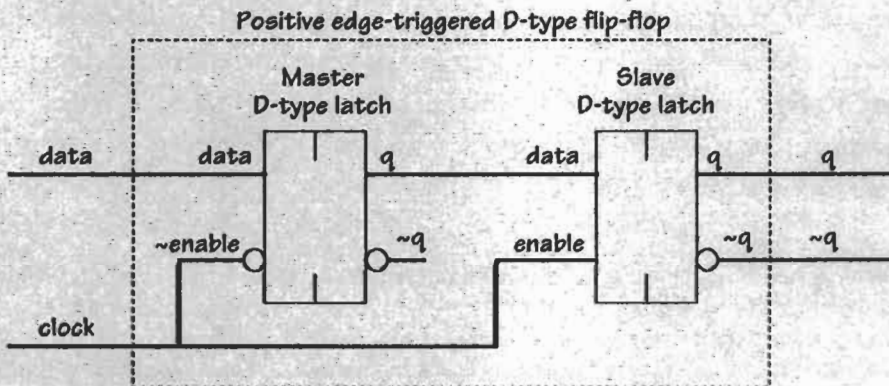 Positive edge-triggered D-type flip-flop
Master
D-type latch
Slave
D-type latch
data
data
q
data
q
q
~enable
~q
enable
~q
~q
clock